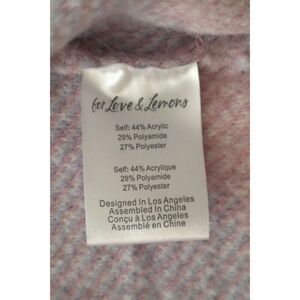 for Love & Lemons
Self: 44% Acrylic
29% Polyamide
27% Polyester
Self: 44% Acrylique
29% Polyamide
27% Polyester
Designed In Los Angeles
Assembled In China
Conçu à Los Angeles
Assemblé en Chine